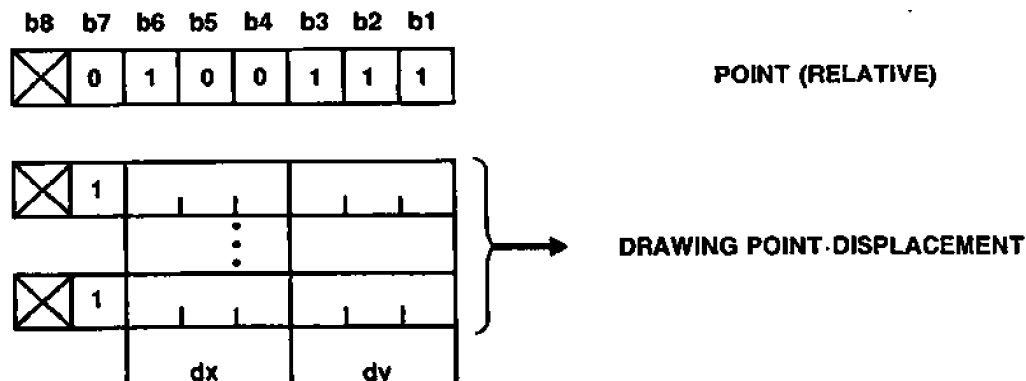 b8 b7 b6 b5 b4 b3 b2 b1
0 1 0 0 1 1 1 POINT (RELATIVE)
1
DRAWING POINT-DISPLACEMENT
1
dx dy